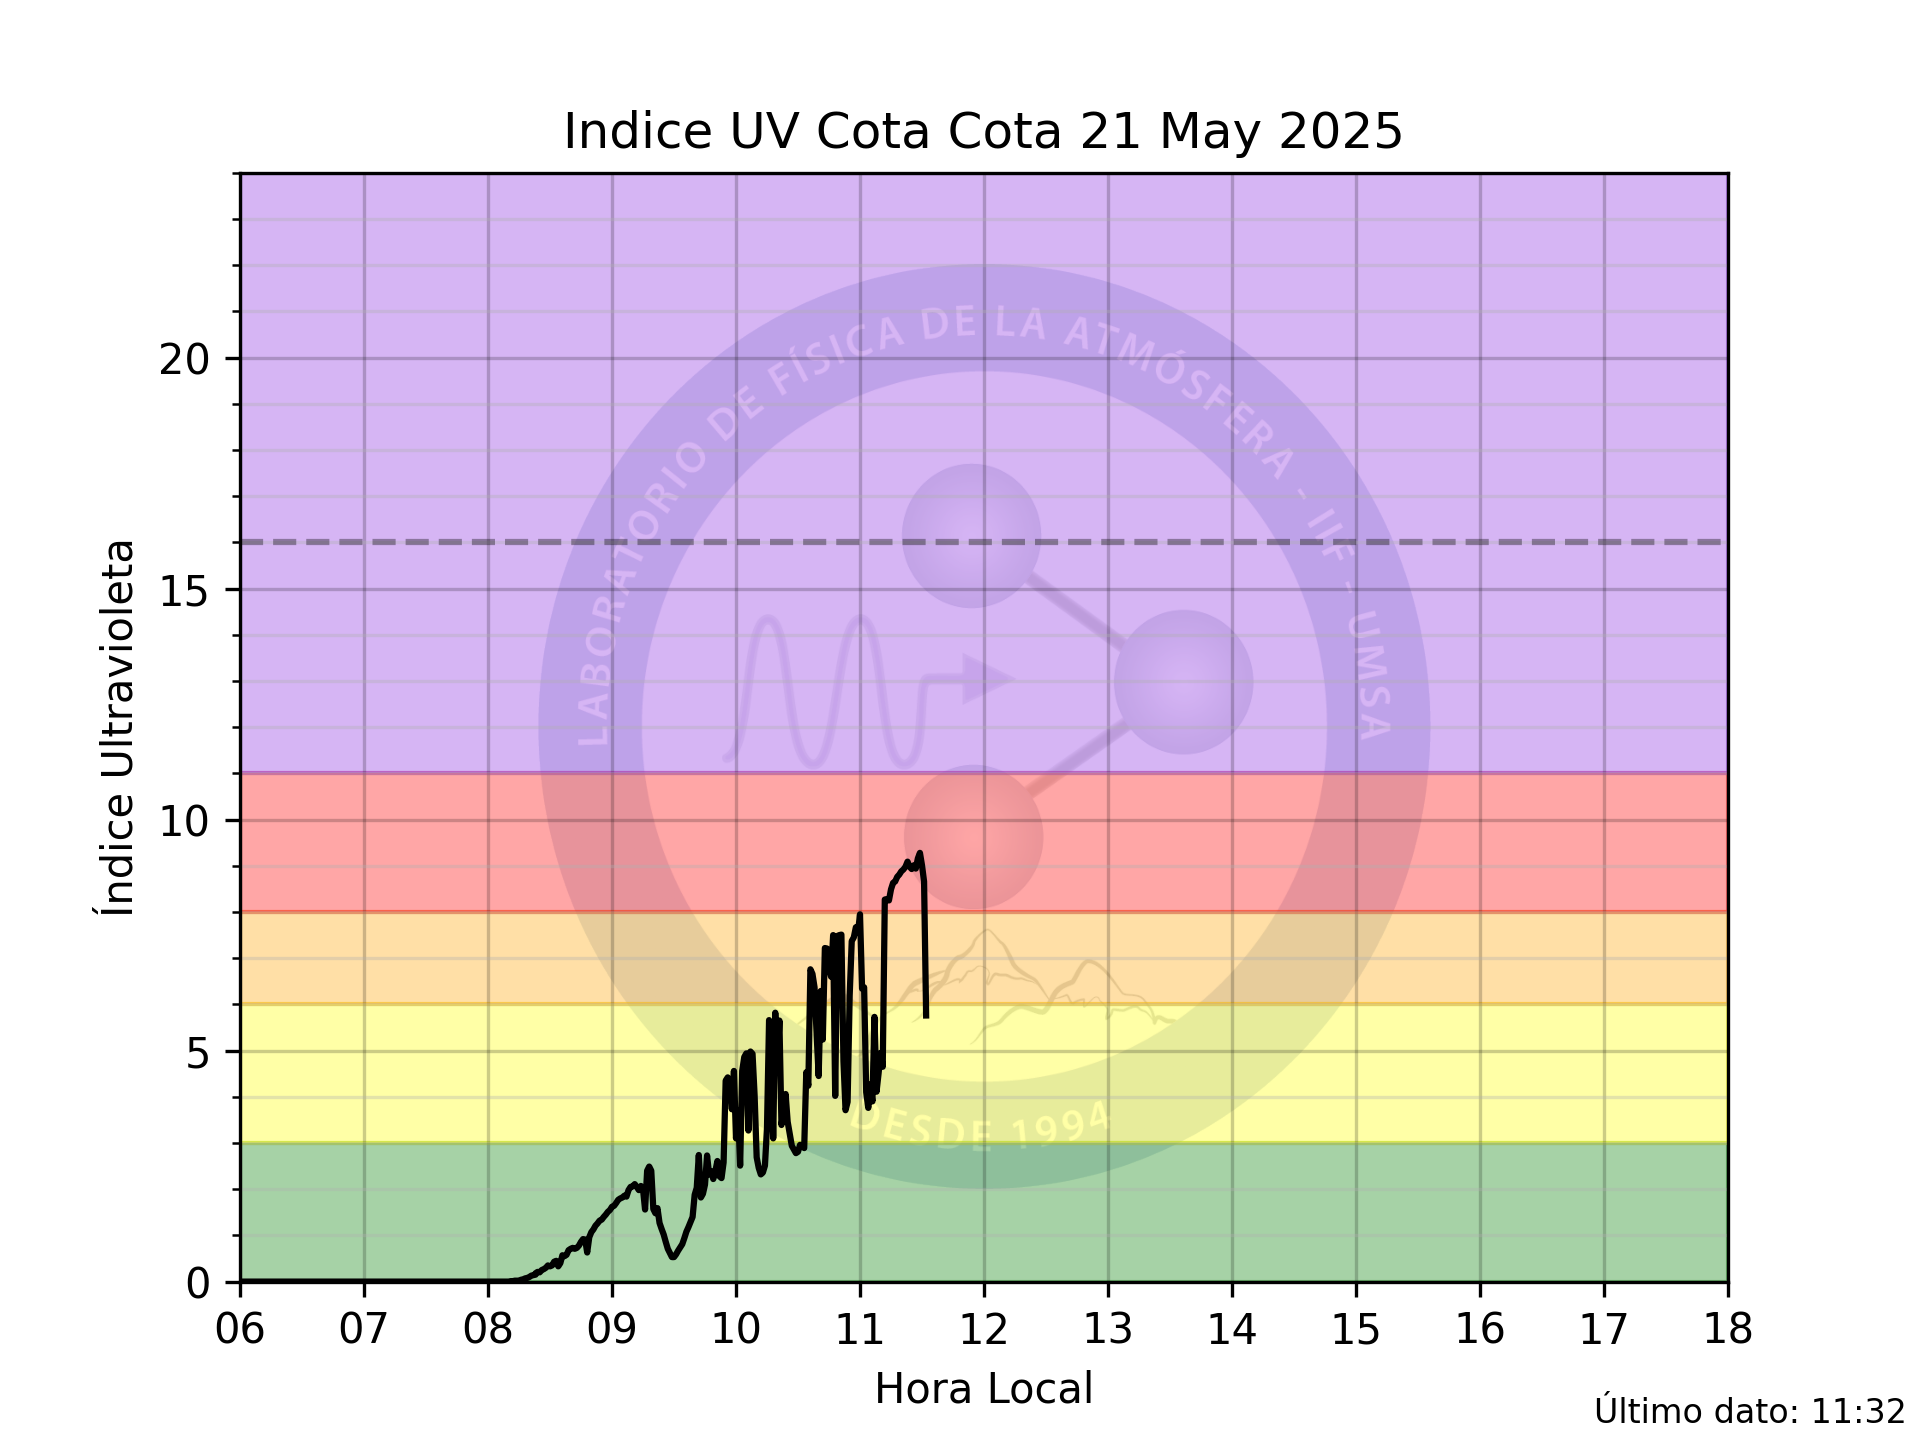 Indice UV Cota Cota 21 May 2025
20
15
10
5
0
Índice Ultravioleta
LABORATORIO DE FÍSICA DE LA ATMÓSFERA - IIF - UMSA
DESDE 1994
06 07 08 09 10 11 12 13 14 15 16 17 18
Hora Local
Último dato: 11:32